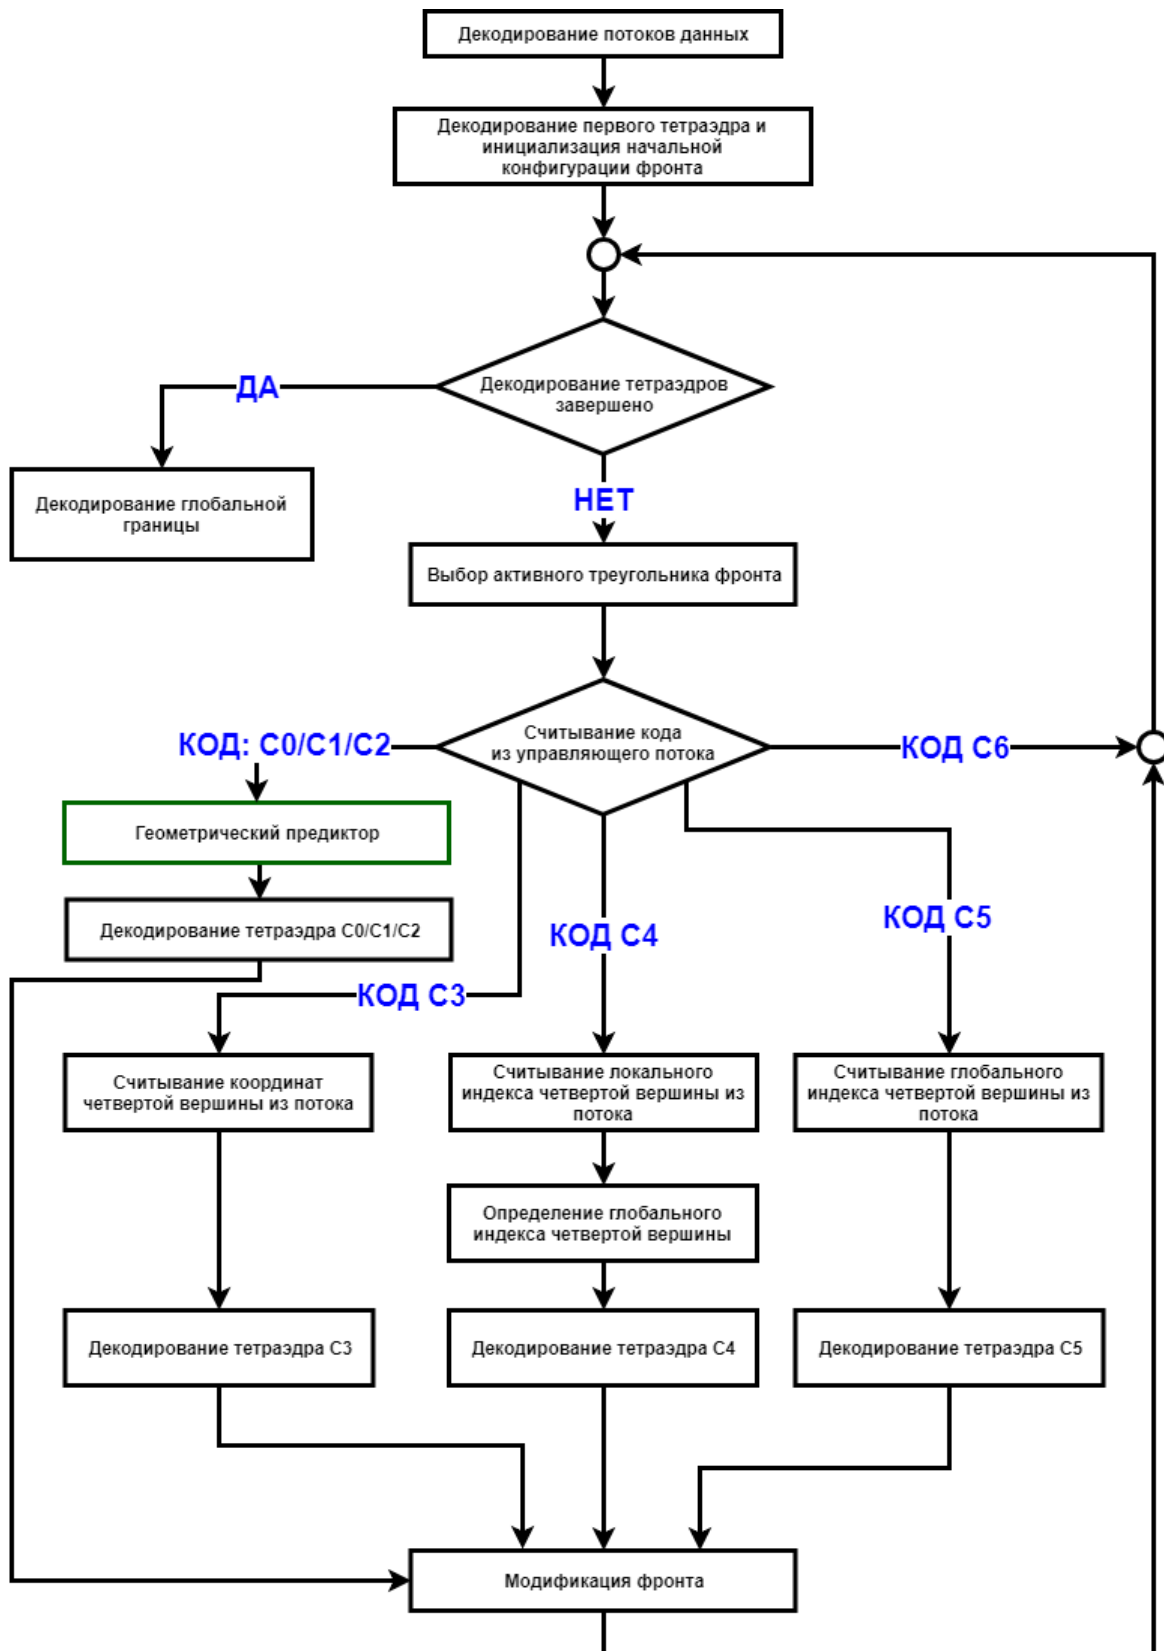 Декодирование потоков данных
Декодирование первого тетраэдра и
инициализация начальной
конфигурации фронта
Декодирование тетраэдров
завершено
ДА
Декодирование глобальной
границы
НЕТ
Выбор активного треугольника фронта
Считывание кода
из управляющего потока
КОД: С0/С1/С2
КОД С6
Геометрический предиктор
Декодирование тетраэдра С0/С1/С2
КОД С3
КОД С4
КОД С5
Считывание координат
четвертой вершины из потока
Считывание локального
индекса четвертой вершины из
потока
Считывание глобального
индекса четвертой вершины из
потока
Определение глобального
индекса четвертой вершины
Декодирование тетраэдра С3
Декодирование тетраэдра С4
Декодирование тетраэдра С5
Модификация фронта